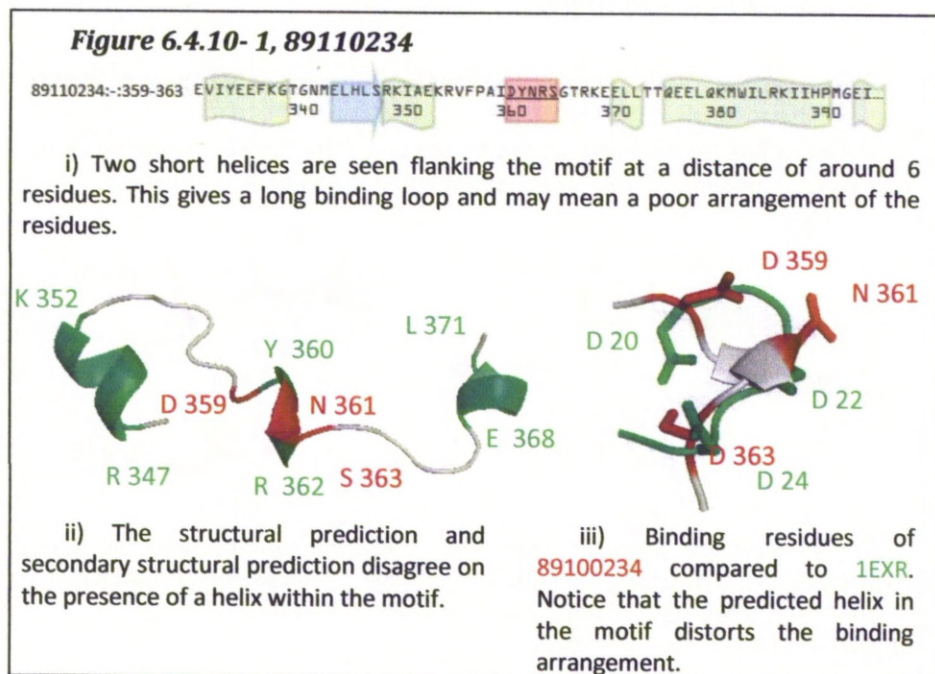 Figure 6.4.10- 1, 89110234
89110234:-:359-363 EVIYEEFKGTGNMELHLSRKIAEKRVFPAIDYNRSGTRKEELLTTQEELQKMWILRKIIHPMGEI...
340 350 360 370 380 390
i) Two short helices are seen flanking the motif at a distance of around 6
residues. This gives a long binding loop and may mean a poor arrangement of the
residues.
K 352
L 371
Y 360
D 359
N 361
R 347
R 362
S 363
E 368
D 359
N 361
D 20
D 22
D 363
D 24
ii) The structural prediction and
secondary structural prediction disagree on
the presence of a helix within the motif.
iii) Binding residues of
89100234 compared to 1EXR.
Notice that the predicted helix in
the motif distorts the binding
arrangement.